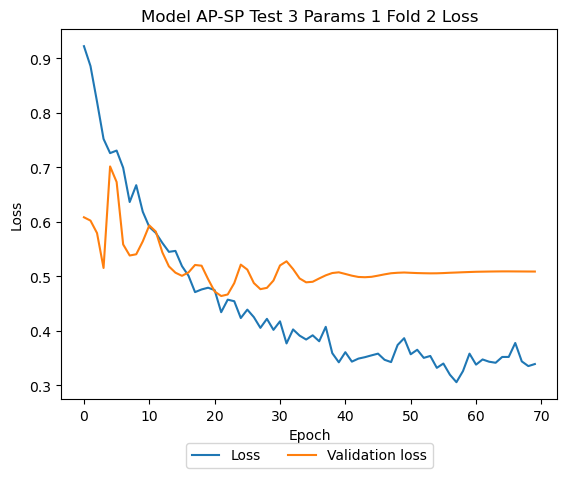 Model AP-SP Test 3 Params 1 Fold 2 Loss
Loss
0.9
0.8
0.7
0.6
0.5
0.4
0.3
0 10 20 30 40 50 60 70
Epoch
Loss Validation loss